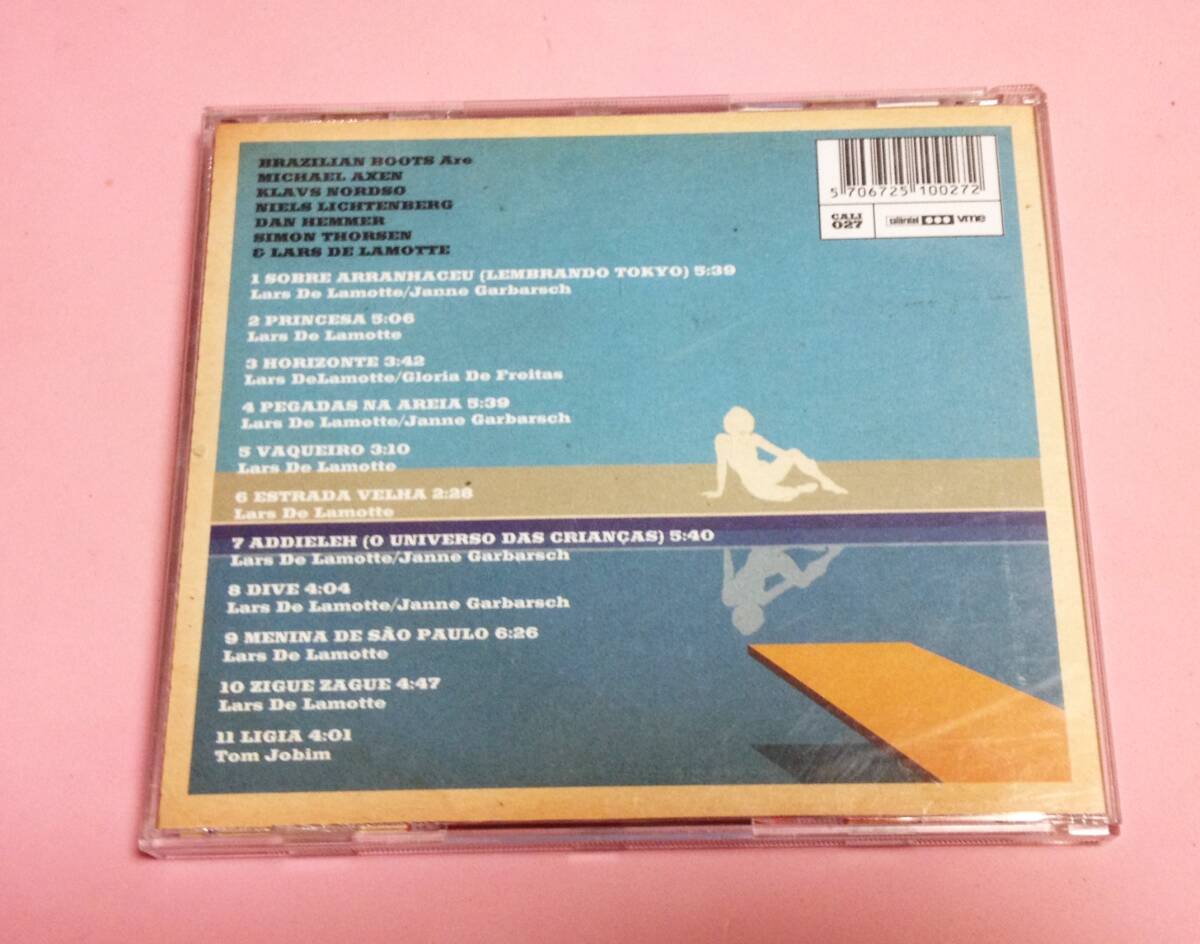 BRAZILIAN BOOTS Are
MICHAEL AXEN
KLAVS NORDSO
NIELS LICHTENBERG
DAN HEMMER
SIMON THORSEN
& LARS DE LAMOTTE
5 706725 100272
CALI
027
vme
1 SOBRE ARRANHACEU (LEMBRANDO TOKYO) 5:39
Lars De Lamotte/Janne Garbarsch
2 PRINCESA 5:06
Lars De Lamotte
3 HORIZONTE 3:42
Lars DeLamotte/Gloria De Freitas
4 PEGADAS NA AREIA 5:39
Lars De Lamotte/Janne Garbarsch
5 VAQUEIRO 3:10
Lars De Lamotte
6 ESTRADA VELHA 2:28
Lars De Lamotte
7 ADDIELEH (O UNIVERSO DAS CRIANÇAS) 5:40
Lars De Lamotte/Janne Garbarsch
8 DIVE 4:04
Lars De Lamotte/Janne Garbarsch
9 MENINA DE SÃO PAULO 6:26
Lars De Lamotte
10 ZIGUE ZAGUE 4:47
Lars De Lamotte
11 LIGIA 4:01
Tom Jobim